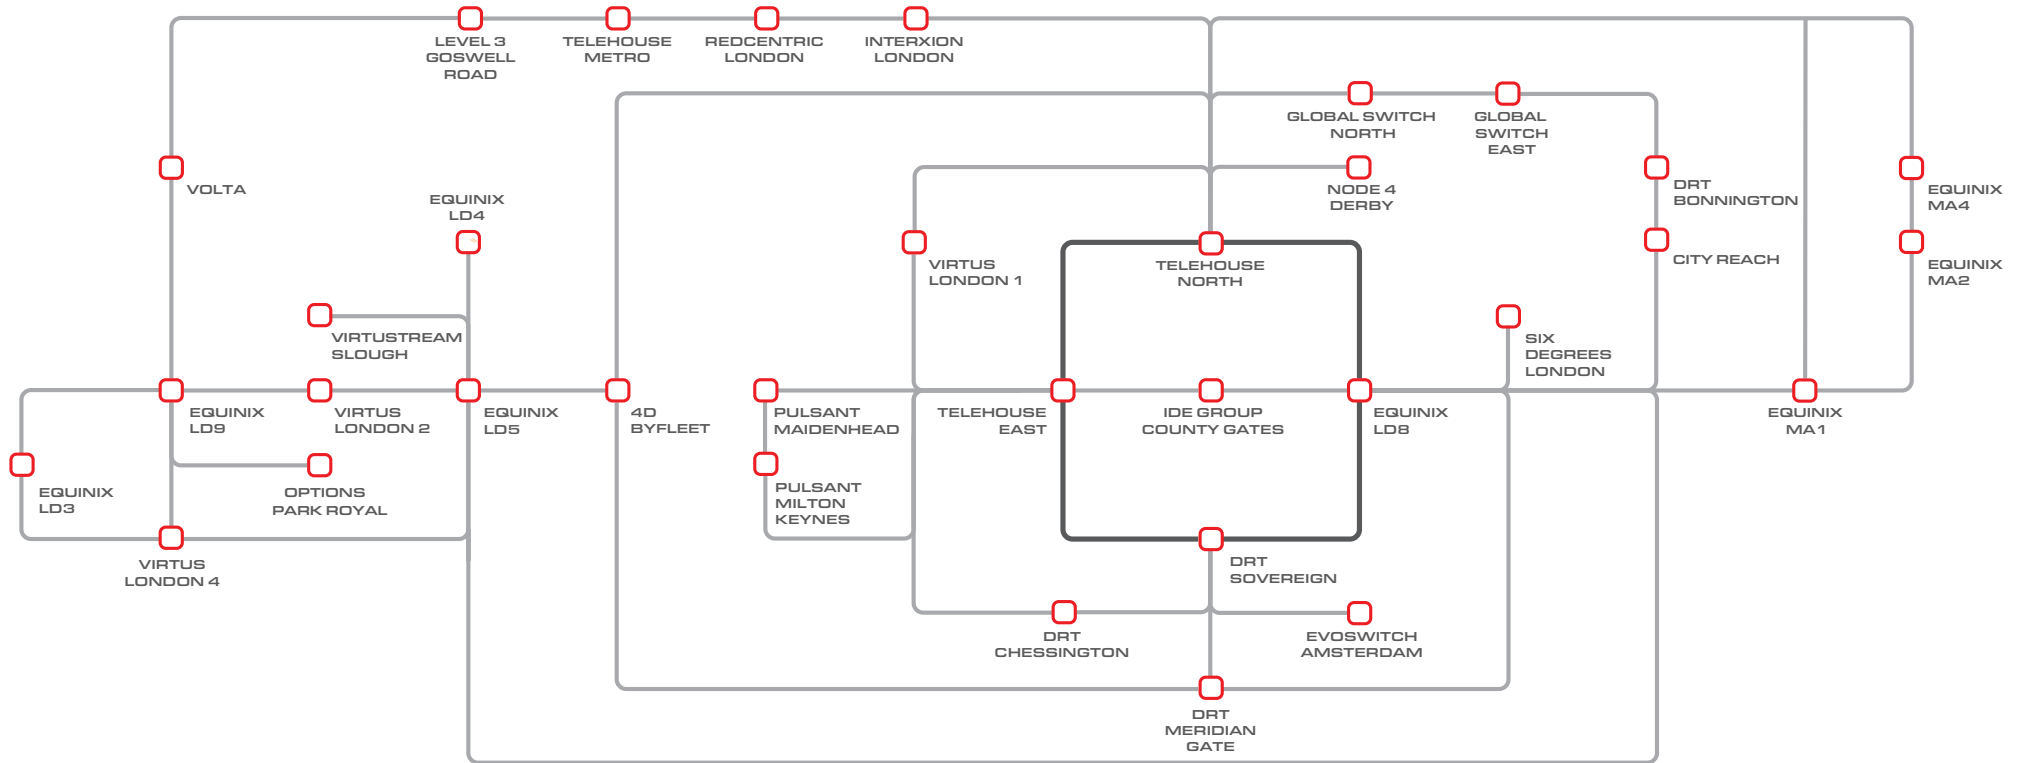 LEVEL 3
GOSWELL
ROAD
TELEHOUSE
METRO
REDCENTRIC
LONDON
INTERXION
LONDON
GLOBAL SWITCH
NORTH
GLOBAL
SWITCH
EAST
VOLTA
EQUINIX
LD4
NODE 4
DERBY
DRT
BONNINGTON
EQUINIX
MA4
VIRTUS
LONDON 1
TELEHOUSE
NORTH
CITY REACH
EQUINIX
MA2
VIRTUSTREAM
SLOUGH
SIX
DEGREES
LONDON
EQUINIX
LD9
VIRTUS
LONDON 2
EQUINIX
LD5
4D
BYFLEET
PULSANT
MAIDENHEAD
TELEHOUSE
EAST
IDE GROUP
COUNTY GATES
EQUINIX
LD8
EQUINIX
MA1
EQUINIX
LD3
OPTIONS
PARK ROYAL
PULSANT
MILTON
KEYNES
VIRTUS
LONDON 4
DRT
SOVEREIGN
DRT
CHESSINGTON
EVOSWITCH
AMSTERDAM
DRT
MERIDIAN
GATE